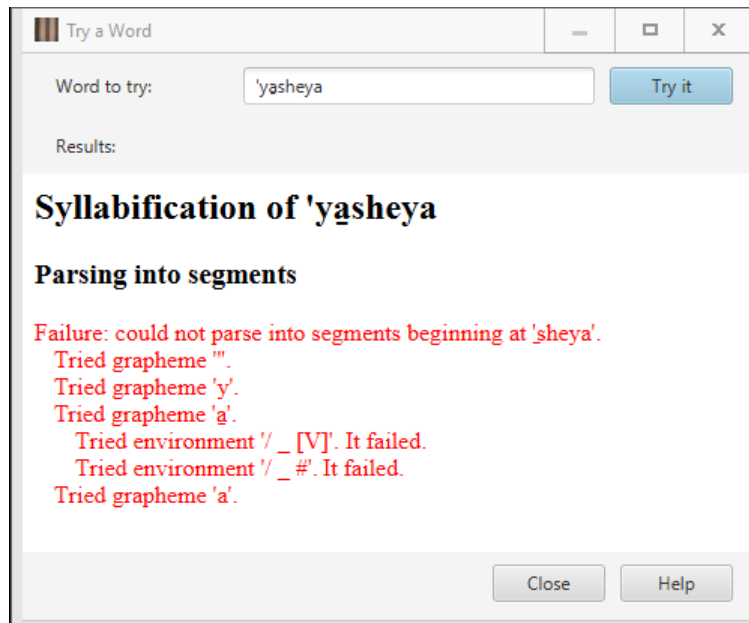 Try a Word
Word to try: 'ya̱sheya Try it
Results:
Syllabification of 'ya̱sheya
Parsing into segments
Failure: could not parse into segments beginning at '̱sheya'.
Tried grapheme '''.
Tried grapheme 'y'.
Tried grapheme 'a̱'.
Tried environment '/ _ [V]'. It failed.
Tried environment '/ _ #'. It failed.
Tried grapheme 'a'.
Close Help